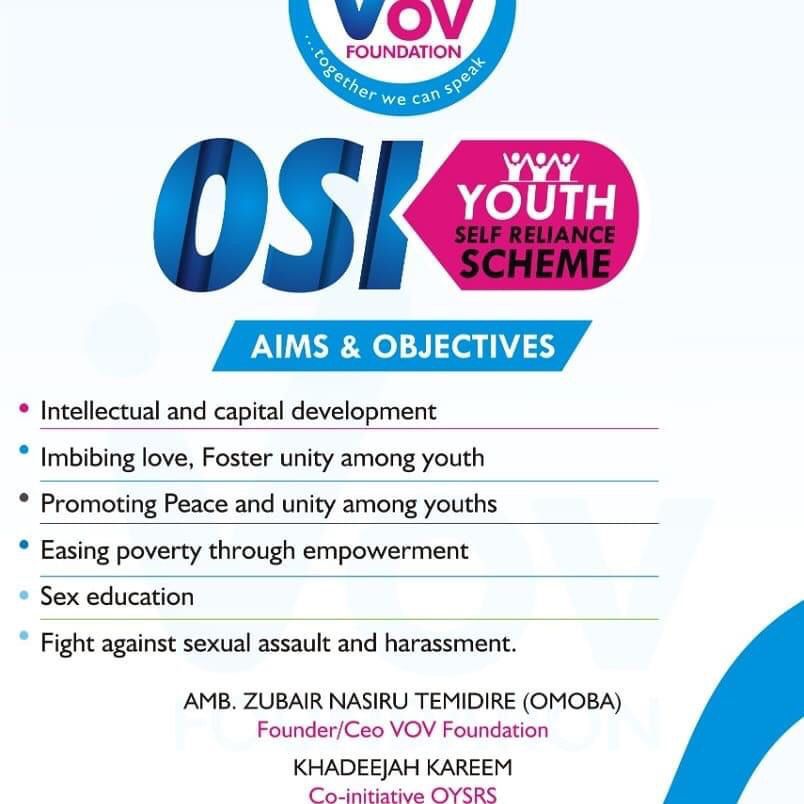 VOV
FOUNDATION
...together we can speak
OSI
YOUTH
SELF RELIANCE
SCHEME
AIMS & OBJECTIVES
• Intellectual and capital development
• Imbibing love, Foster unity among youth
• Promoting Peace and unity among youths
• Easing poverty through empowerment
• Sex education
• Fight against sexual assault and harassment.
AMB. ZUBAIR NASIRU TEMIDIRE (OMOBA)
Founder/Ceo VOV Foundation
KHADEEJAH KAREEM
Co-initiative OYSRS
VOV
FOUNDATION